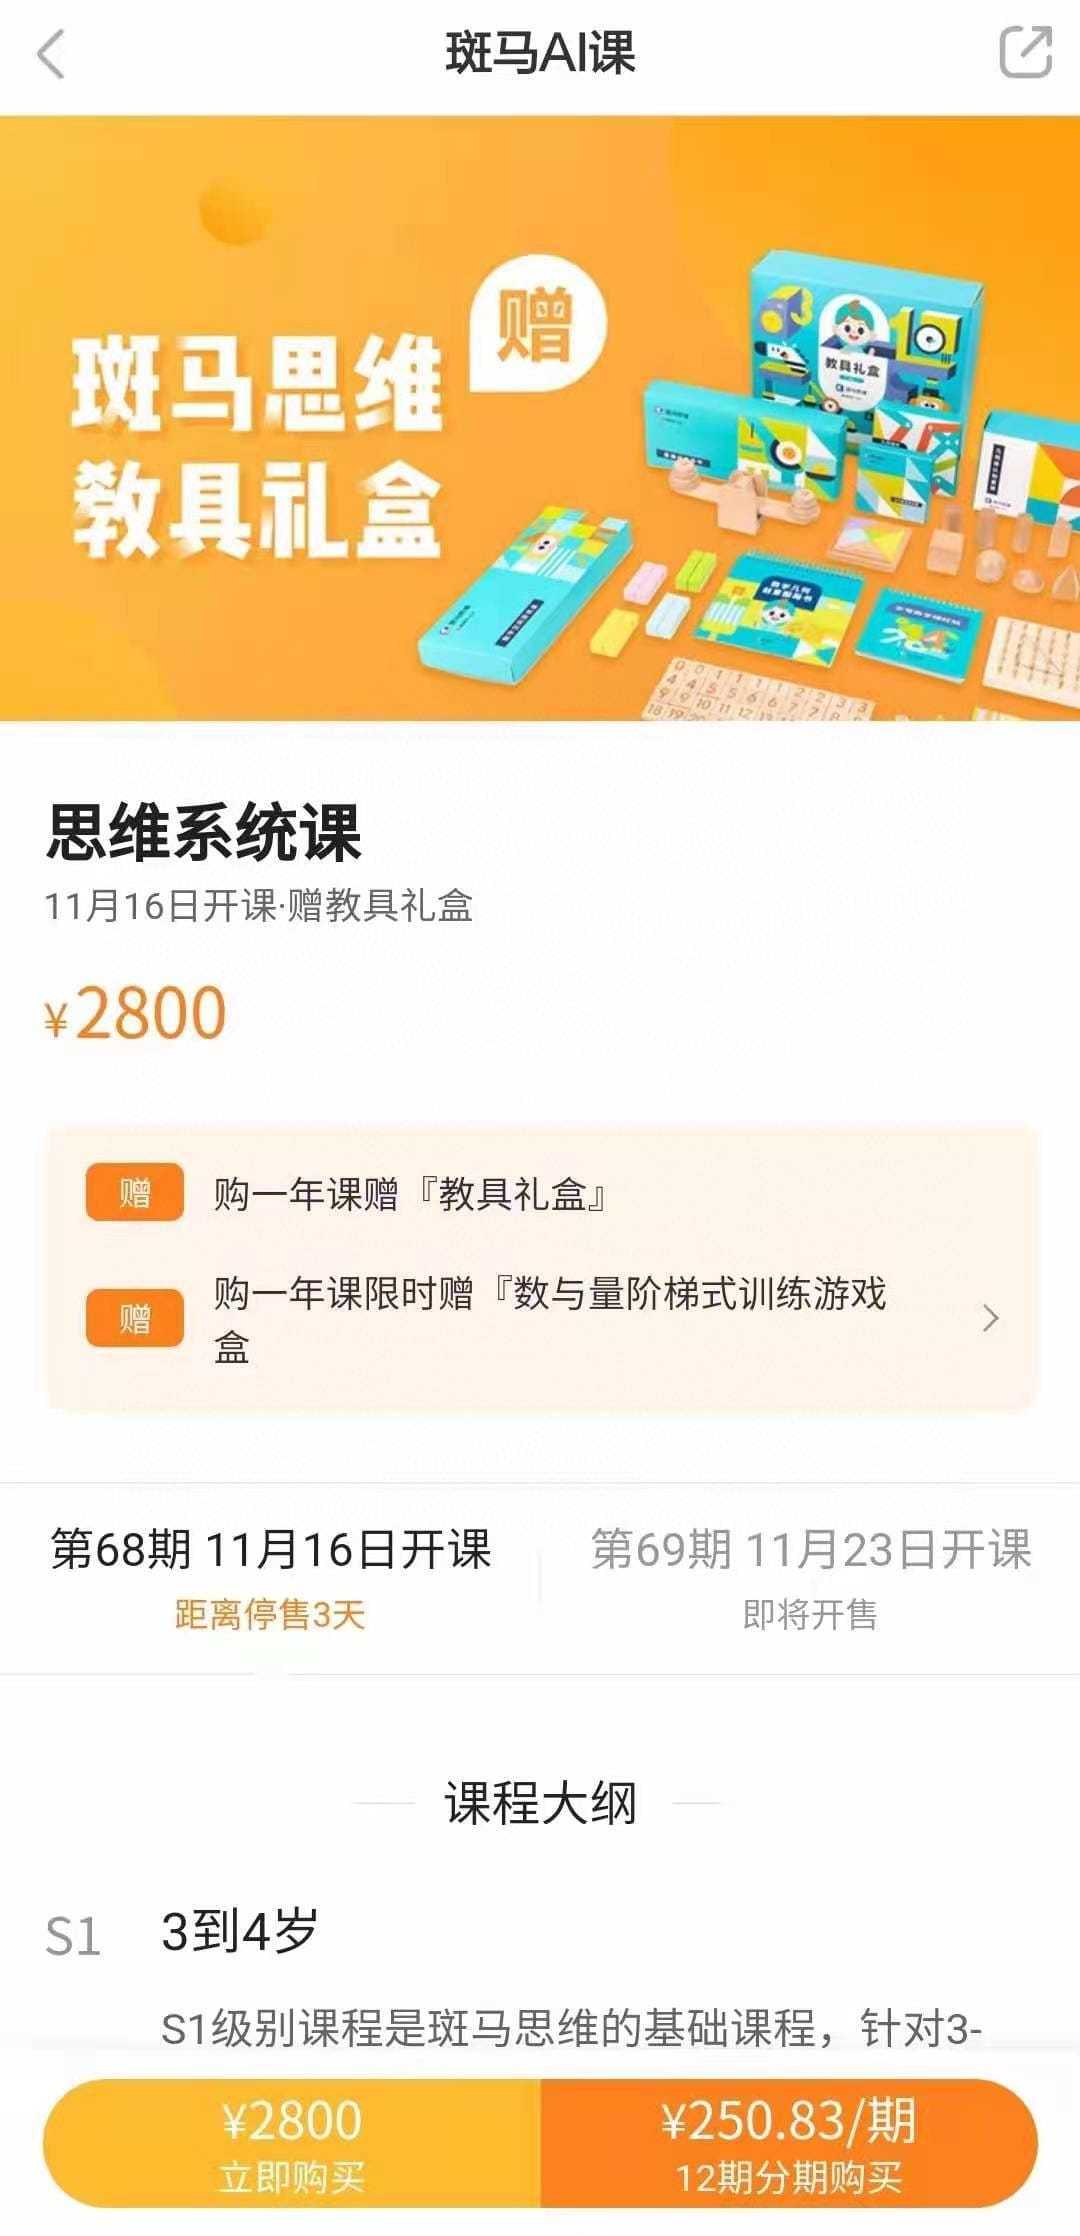 斑马AI课
赠
斑马思维
教具礼盒
教具礼盒
思维系统课
11月16日开课·赠教具礼盒
¥2800
赠 购一年课赠『教具礼盒』
赠 购一年课限时赠『数与量阶梯式训练游戏
盒
第68期 11月16日开课
距离停售3天
第69期 11月23日开课
即将开售
课程大纲
S1 3到4岁
S1级别课程是斑马思维的基础课程，针对3-
¥2800
立即购买
¥250.83/期
12期分期购买